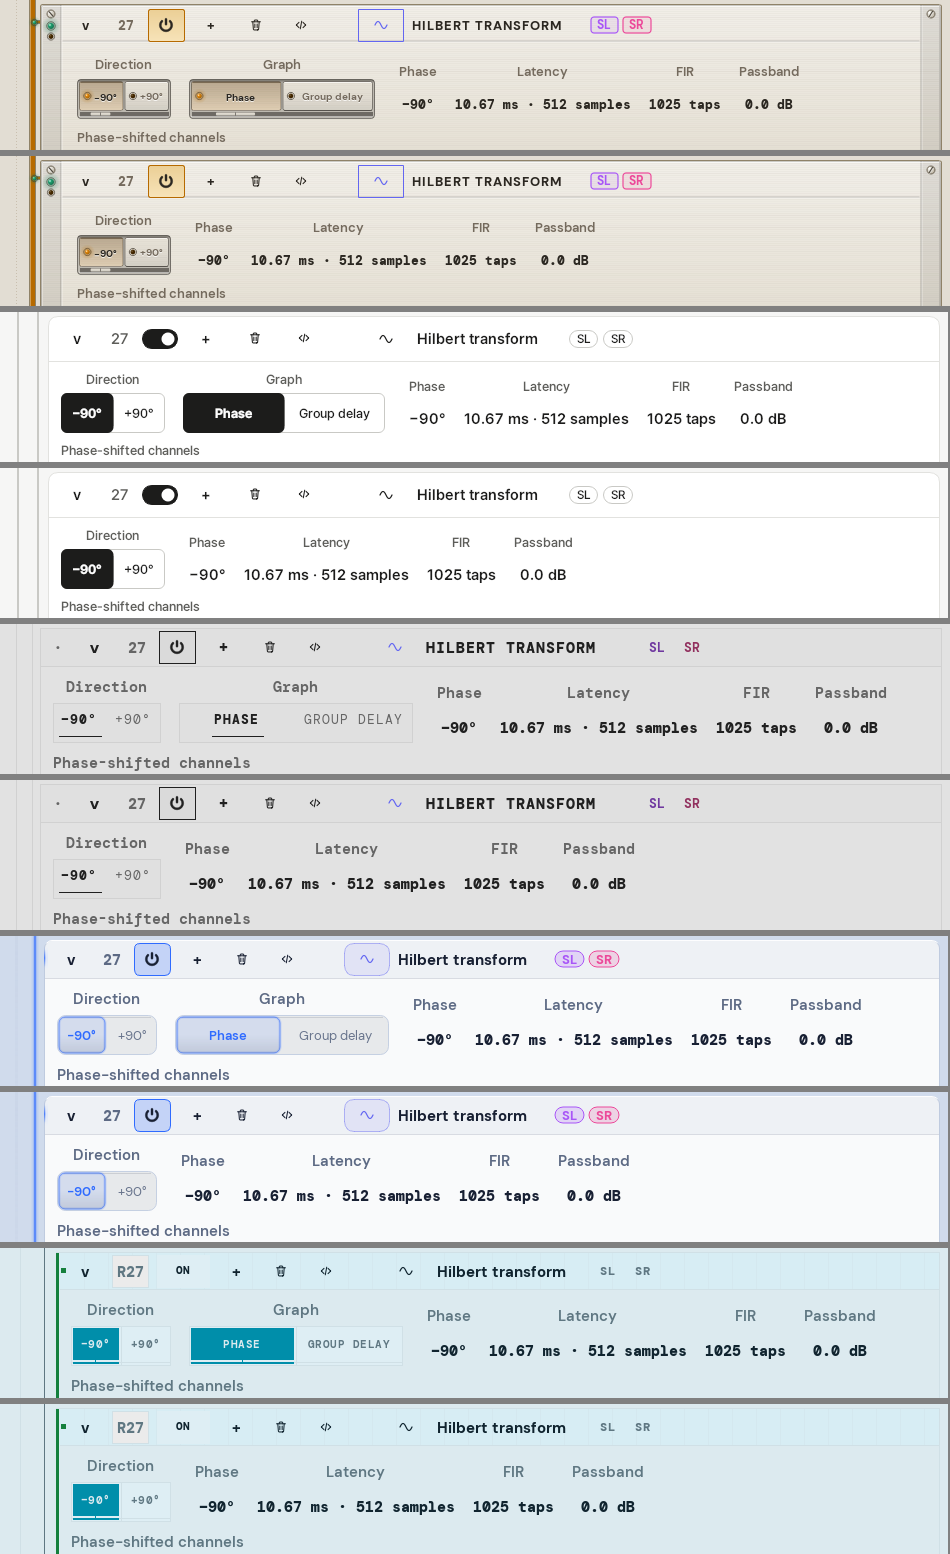 v 27 + </> HILBERT TRANSFORM SL SR
Direction Graph Phase Latency FIR Passband
−90° +90° Phase Group delay −90° 10.67 ms · 512 samples 1025 taps 0.0 dB
Phase-shifted channels
v 27 + </> HILBERT TRANSFORM SL SR
Direction Phase Latency FIR Passband
−90° +90° −90° 10.67 ms · 512 samples 1025 taps 0.0 dB
Phase-shifted channels
v 27 + </> Hilbert transform SL SR
Direction Graph Phase Latency FIR Passband
−90° +90° Phase Group delay −90° 10.67 ms · 512 samples 1025 taps 0.0 dB
Phase-shifted channels
v 27 + </> Hilbert transform SL SR
Direction Phase Latency FIR Passband
−90° +90° −90° 10.67 ms · 512 samples 1025 taps 0.0 dB
Phase-shifted channels
· v 27 + </> HILBERT TRANSFORM SL SR
Direction Graph Phase Latency FIR Passband
−90° +90° PHASE GROUP DELAY −90° 10.67 ms · 512 samples 1025 taps 0.0 dB
Phase-shifted channels
· v 27 + </> HILBERT TRANSFORM SL SR
Direction Phase Latency FIR Passband
−90° +90° −90° 10.67 ms · 512 samples 1025 taps 0.0 dB
Phase-shifted channels
v 27 + </> Hilbert transform SL SR
Direction Graph Phase Latency FIR Passband
−90° +90° Phase Group delay −90° 10.67 ms · 512 samples 1025 taps 0.0 dB
Phase-shifted channels
v 27 + </> Hilbert transform SL SR
Direction Phase Latency FIR Passband
−90° +90° −90° 10.67 ms · 512 samples 1025 taps 0.0 dB
Phase-shifted channels
v R27 ON + </> Hilbert transform SL SR
Direction Graph Phase Latency FIR Passband
−90° +90° PHASE GROUP DELAY −90° 10.67 ms · 512 samples 1025 taps 0.0 dB
Phase-shifted channels
v R27 ON + </> Hilbert transform SL SR
Direction Phase Latency FIR Passband
−90° +90° −90° 10.67 ms · 512 samples 1025 taps 0.0 dB
Phase-shifted channels